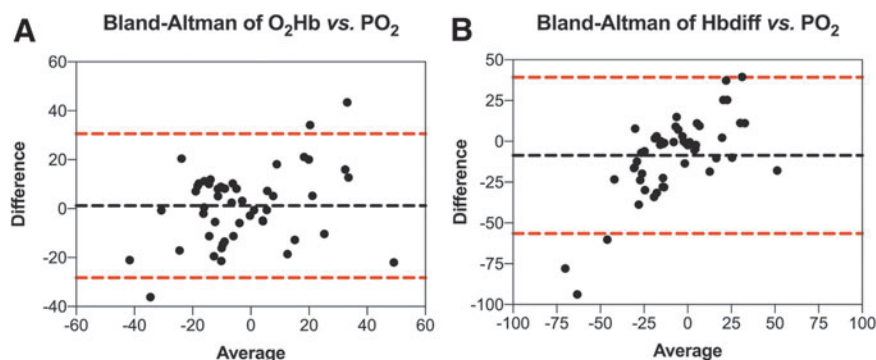 A
Bland-Altman of O₂Hb vs. PO₂
60
40
20
0
-20
-40
Difference
-60 -40 -20 0 20 40 60
Average
B
Bland-Altman of Hbdiff vs. PO₂
50
25
0
-25
-50
-75
-100
Difference
-100 -75 -50 -25 0 25 50 75 100
Average